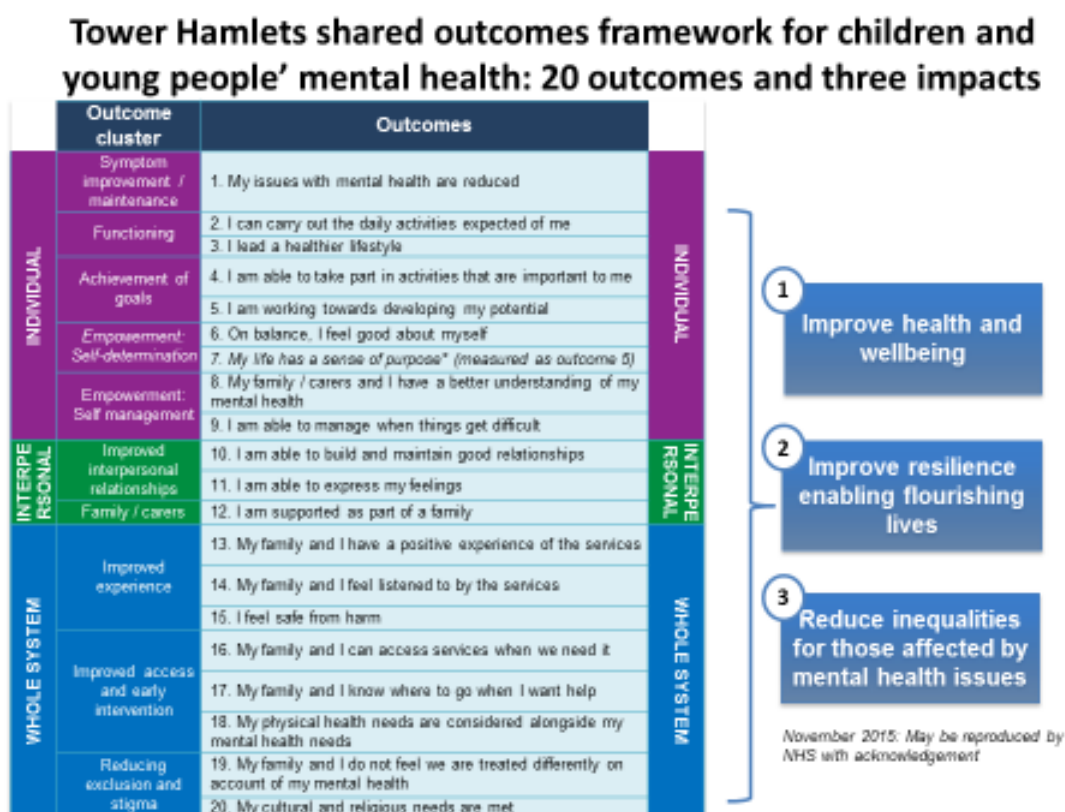 Tower Hamlets shared outcomes framework for children and
young people’ mental health: 20 outcomes and three impacts
Outcome
cluster
Outcomes
INDIVIDUAL
Symptom
improvement /
maintenance
1. My issues with mental health are reduced
Functioning
2. I can carry out the daily activities expected of me
3. I lead a healthier lifestyle
Achievement of
goals
4. I am able to take part in activities that are important to me
5. I am working towards developing my potential
Empowerment:
Self-determination
6. On balance, I feel good about myself
7. My life has a sense of purpose* (measured as outcome 5)
Empowerment:
Self management
8. My family / carers and I have a better understanding of my
mental health
9. I am able to manage when things get difficult
INDIVIDUAL
INTERPE
RSONAL
Improved
interpersonal
relationships
10. I am able to build and maintain good relationships
11. I am able to express my feelings
Family / carers
12. I am supported as part of a family
INTERPE
RSONAL
WHOLE SYSTEM
Improved
experience
13. My family and I have a positive experience of the services
14. My family and I feel listened to by the services
15. I feel safe from harm
Improved access
and early
intervention
16. My family and I can access services when we need it
17. My family and I know where to go when I want help
18. My physical health needs are considered alongside my
mental health needs
Reducing
exclusion and
stigma
19. My family and I do not feel we are treated differently on
account of my mental health
20. My cultural and religious needs are met
WHOLE SYSTEM
1
Improve health and
wellbeing
2
Improve resilience
enabling flourishing
lives
3
Reduce inequalities
for those affected by
mental health issues
November 2015: May be reproduced by
NHS with acknowledgement